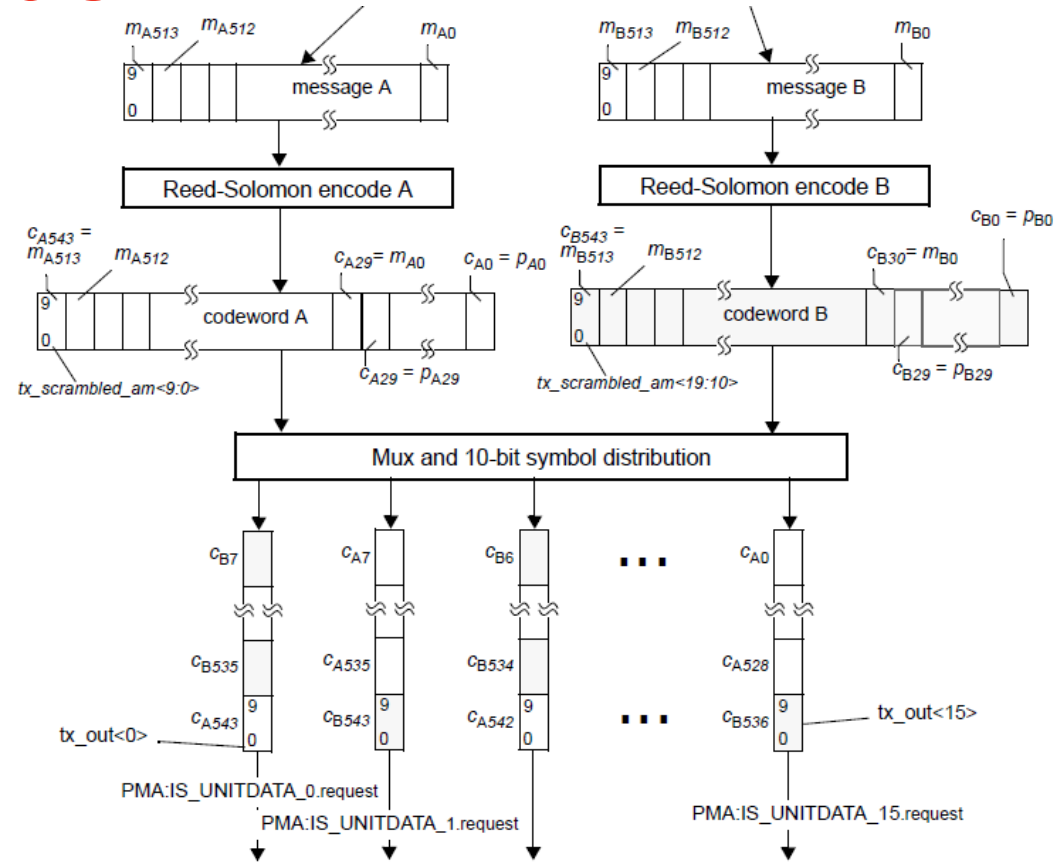 mA513 mA512 mA0
9
0
message A
mB513 mB512 mB0
9
0
message B
Reed-Solomon encode A
Reed-Solomon encode B
cA543 =
mA513
mA512
cA29= mA0
cA0 = pA0
9
0
codeword A
tx_scrambled_am<9:0>
cA29 = pA29
cB543 =
mB513
mB512
cB30= mB0
cB0 = pB0
9
0
codeword B
tx_scrambled_am<19:10>
cB29 = pB29
Mux and 10-bit symbol distribution
cB7 cA7 cB6 ... cA0
cB535 cA535 cB534 cA528
cA543 9 cB543 9 cA542 9 ... cB536 9
tx_out<0> 0 0 0 0 tx_out<15>
PMA:IS_UNITDATA_0.request
PMA:IS_UNITDATA_1.request
PMA:IS_UNITDATA_15.request